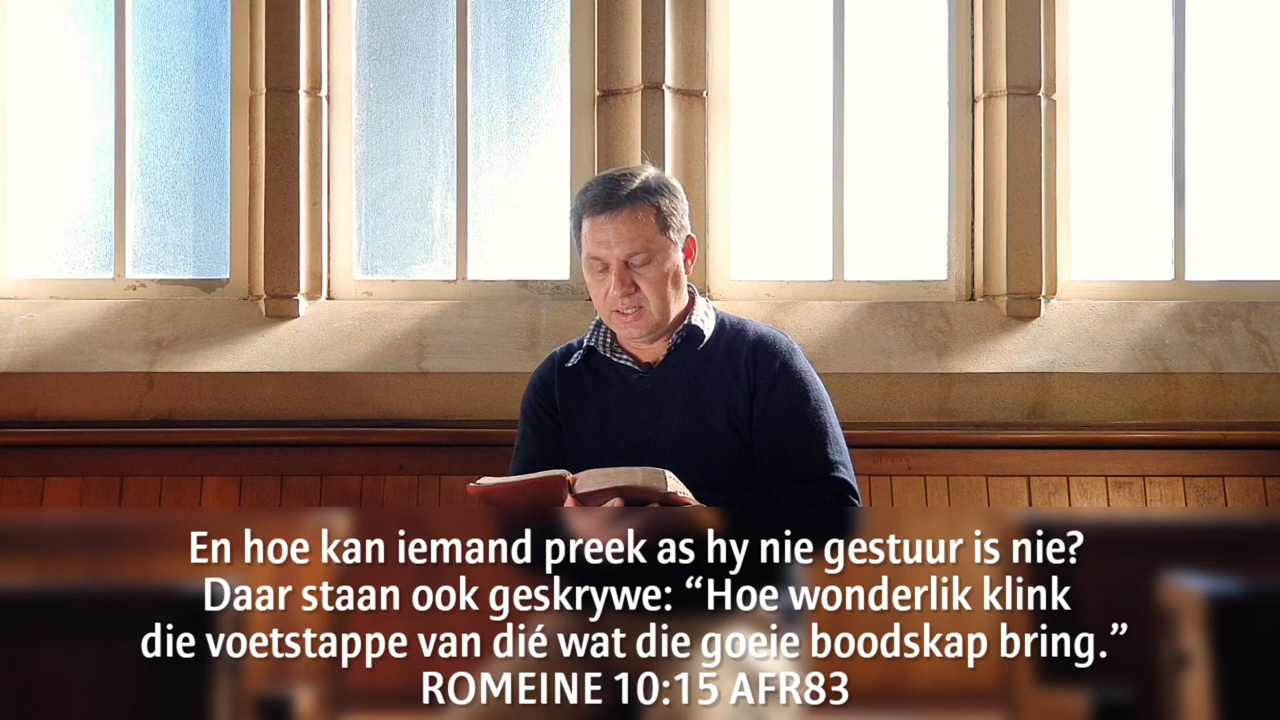 En hoe kan iemand preek as hy nie gestuur is nie?
Daar staan ook geskrywe: “Hoe wonderlik klink
die voetstappe van dié wat die goeie boodskap bring.”
ROMEINE 10:15 AFR83